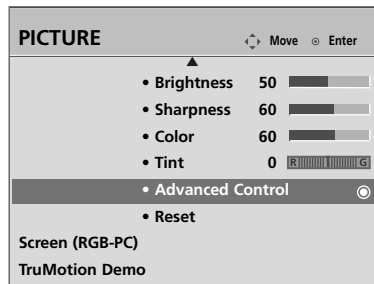 PICTURE Move Enter
• Brightness 50
• Sharpness 60
• Color 60
• Tint 0 R G
• Advanced Control
• Reset
Screen (RGB-PC)
TruMotion Demo